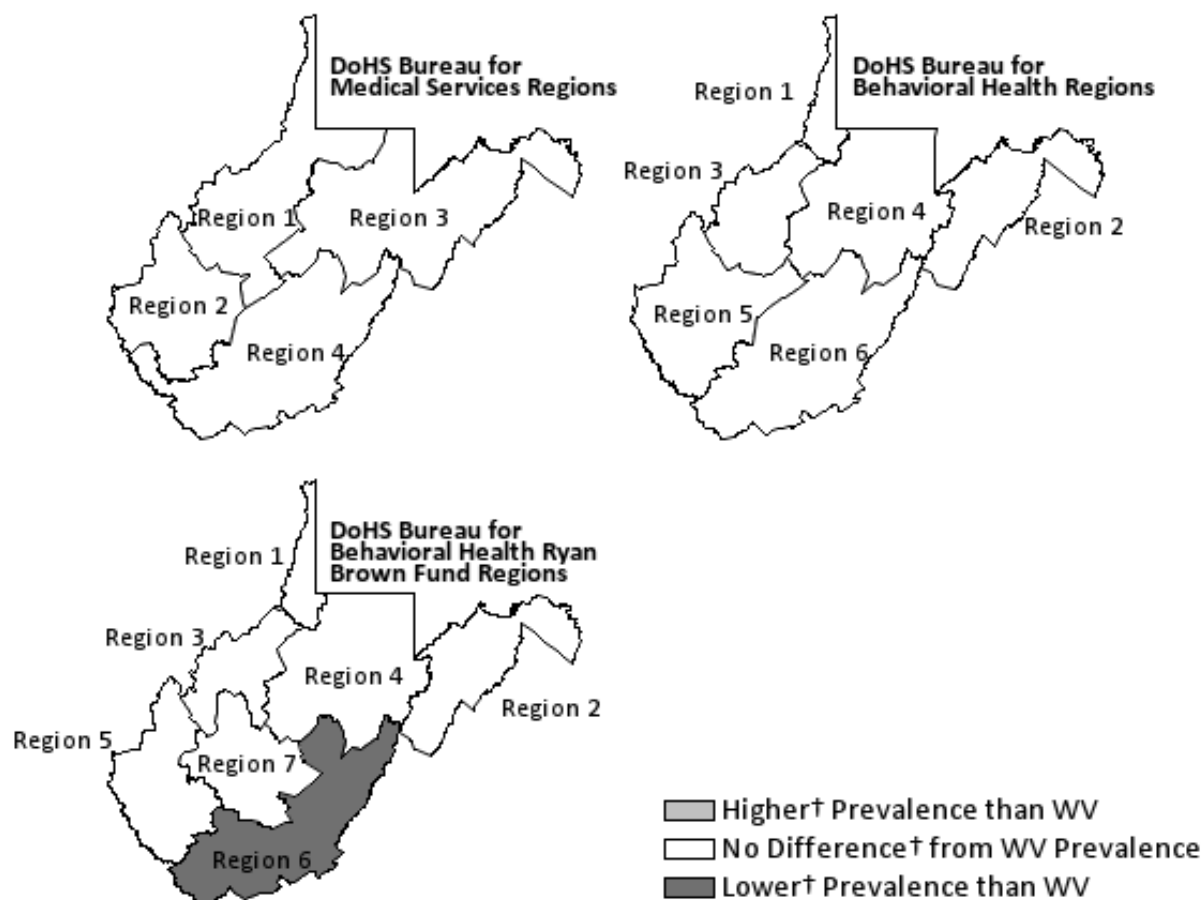 DoHS Bureau for
Medical Services Regions
Region 1
Region 3
Region 2
Region 4
DoHS Bureau for
Behavioral Health Regions
Region 1
Region 3
Region 4
Region 2
Region 5
Region 6
DoHS Bureau for
Behavioral Health Ryan
Brown Fund Regions
Region 1
Region 3
Region 4
Region 2
Region 5
Region 7
Region 6
Higher† Prevalence than WV
No Difference† from WV Prevalence
Lower† Prevalence than WV